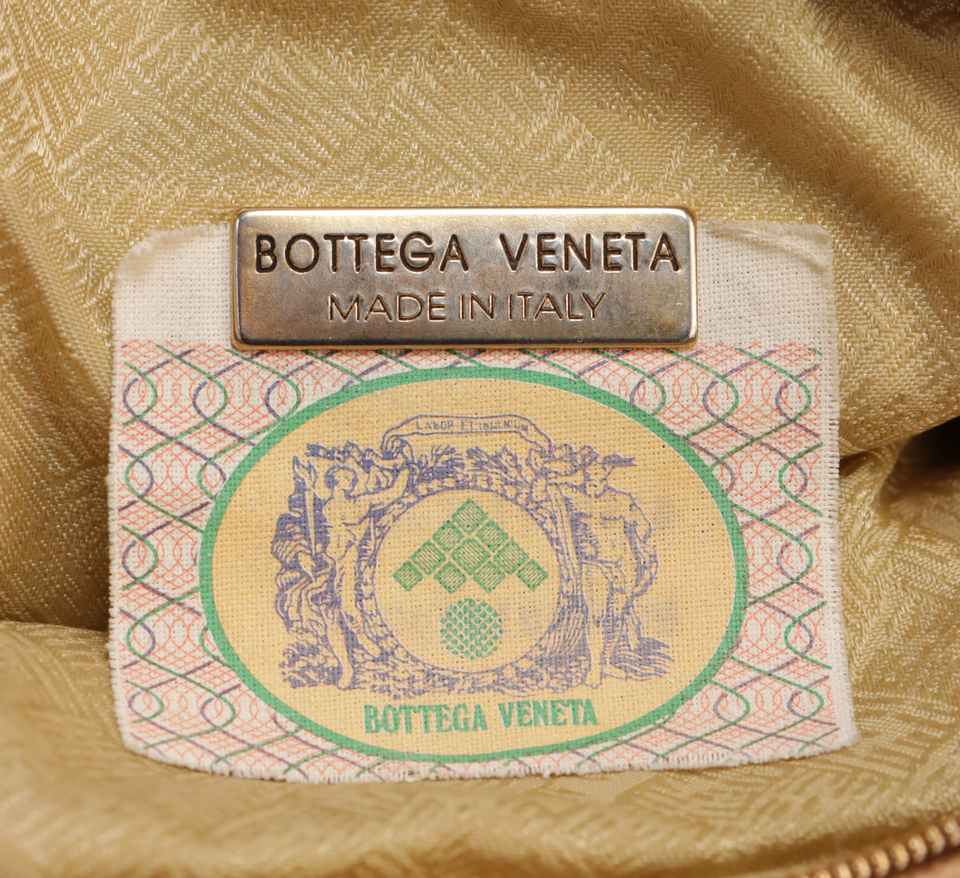 BOTTEGA VENETA
MADE IN ITALY
LABOR ET INGENIUM
BOTTEGA VENETA